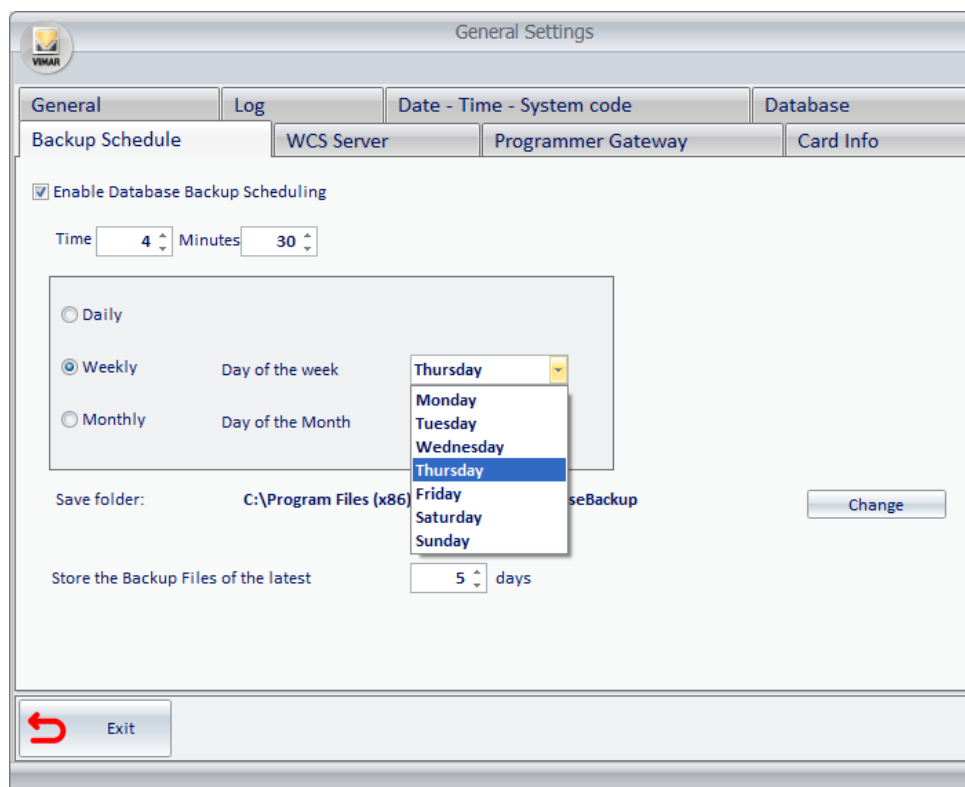 General Settings
VIMAR
General Log Date - Time - System code Database
Backup Schedule WCS Server Programmer Gateway Card Info
Enable Database Backup Scheduling
Time 4 Minutes 30
Daily
Weekly Day of the week Thursday
Monday
Monthly Day of the Month Tuesday
Wednesday
Thursday
Save folder: C:\Program Files (x86) Friday seBackup Change
Saturday
Sunday
Store the Backup Files of the latest 5 days
Exit